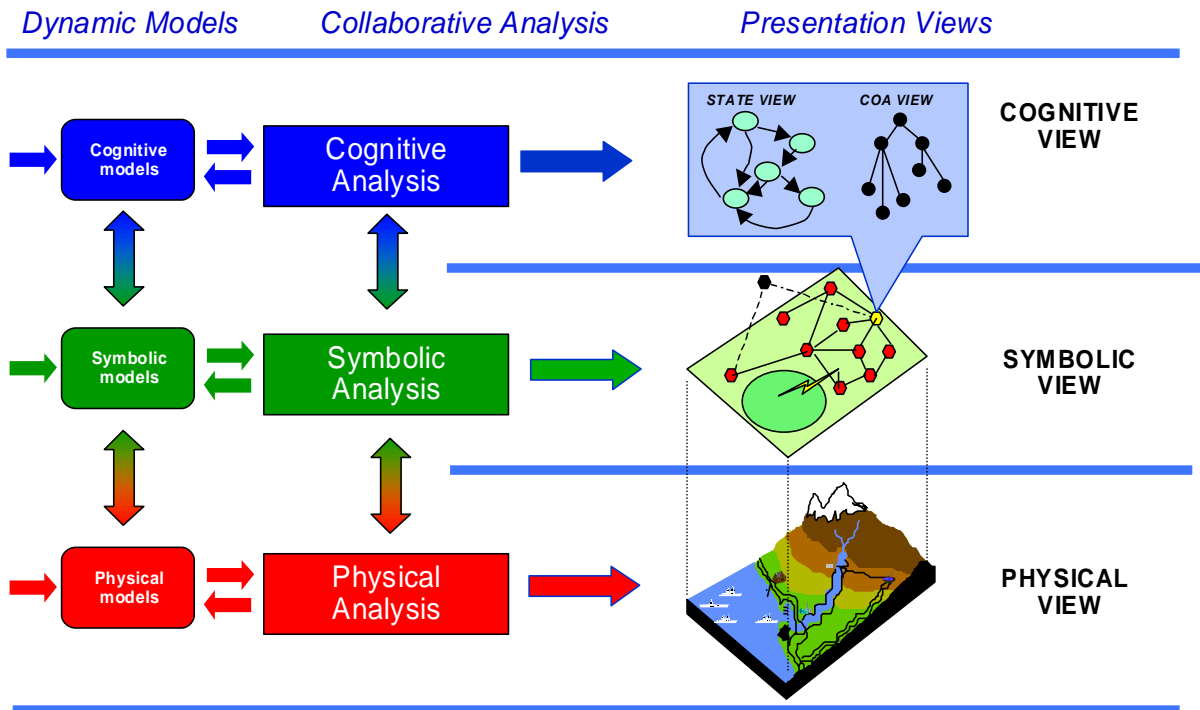 Dynamic Models
Collaborative Analysis
Presentation Views
STATE VIEW
COA VIEW
COGNITIVE
VIEW
Cognitive
models
Cognitive
Analysis
Symbolic
models
Symbolic
Analysis
SYMBOLIC
VIEW
Physical
models
Physical
Analysis
PHYSICAL
VIEW